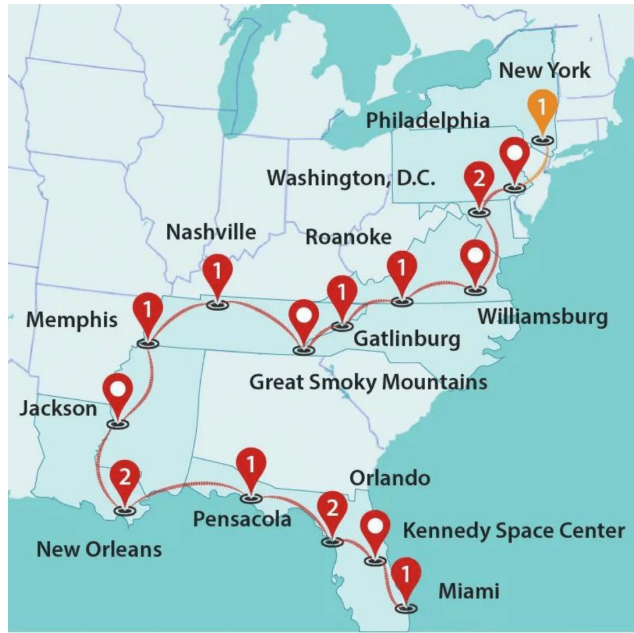 New York
1
Philadelphia
Washington, D.C.
2
Nashville
Roanoke
1
1
1
1
Memphis
Williamsburg
Gatlinburg
Great Smoky Mountains
Jackson
1
2
Orlando
2
Pensacola
Kennedy Space Center
New Orleans
1
Miami